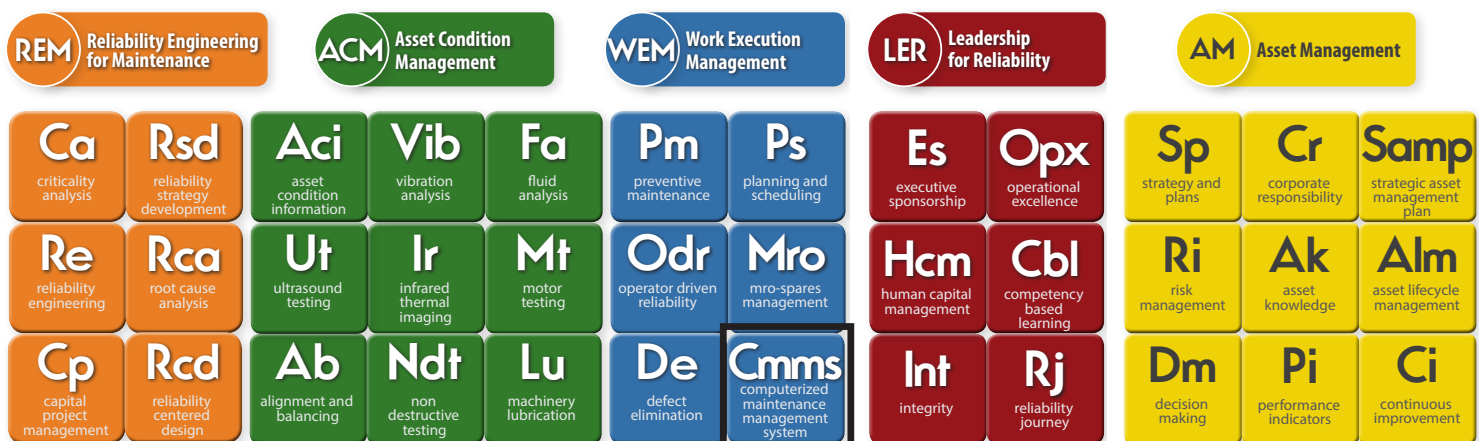 REM Reliability Engineering
for Maintenance
ACM Asset Condition
Management
WEM Work Execution
Management
LER Leadership
for Reliability
AM Asset Management
Ca
criticality
analysis
Rsd
reliability
strategy
development
Aci
asset
condition
information
Vib
vibration
analysis
Fa
fluid
analysis
Pm
preventive
maintenance
Ps
planning and
scheduling
Es
executive
sponsorship
Opx
operational
excellence
Sp
strategy and
plans
Cr
corporate
responsibility
Samp
strategic asset
management
plan
Re
reliability
engineering
Rca
root cause
analysis
Ut
ultrasound
testing
Ir
infrared
thermal
imaging
Mt
motor
testing
Odr
operator driven
reliability
Mro
mro-spares
management
Hcm
human capital
management
Cbl
competency
based
learning
Ri
risk
management
Ak
asset
knowledge
Alm
asset lifecycle
management
Cp
capital
project
management
Rcd
reliability
centered
design
Ab
alignment and
balancing
Ndt
non
destructive
testing
Lu
machinery
lubrication
De
defect
elimination
Cmms
computerized
maintenance
management
system
Int
integrity
Rj
reliability
journey
Dm
decision
making
Pi
performance
indicators
Ci
continuous
improvement